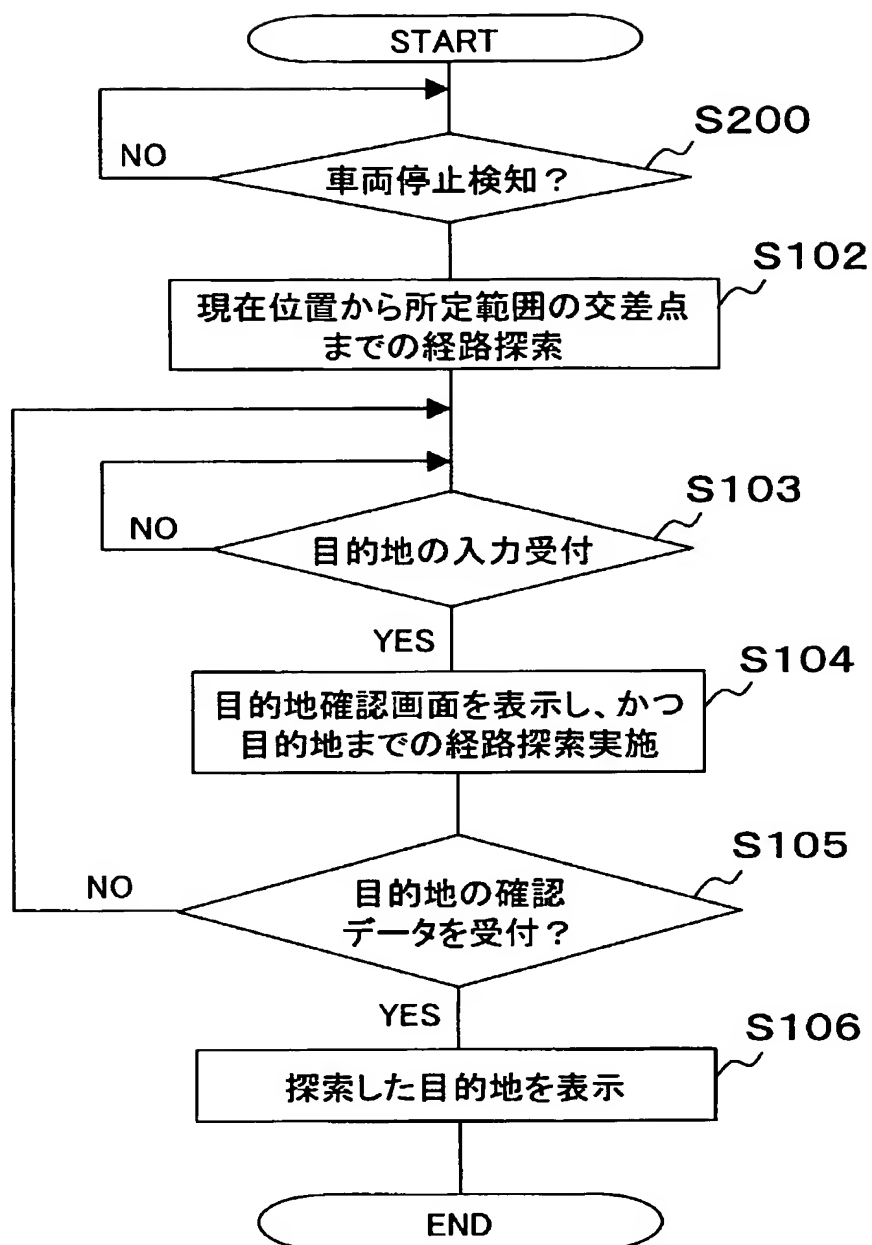 START
S200
NO
車両停止検知？
S102
現在位置から所定範囲の交差点
までの経路探索
S103
NO
目的地の入力受付
YES
S104
目的地確認画面を表示し、かつ
目的地までの経路探索実施
S105
NO
目的地の確認
データを受付？
YES
S106
探索した目的地を表示
END